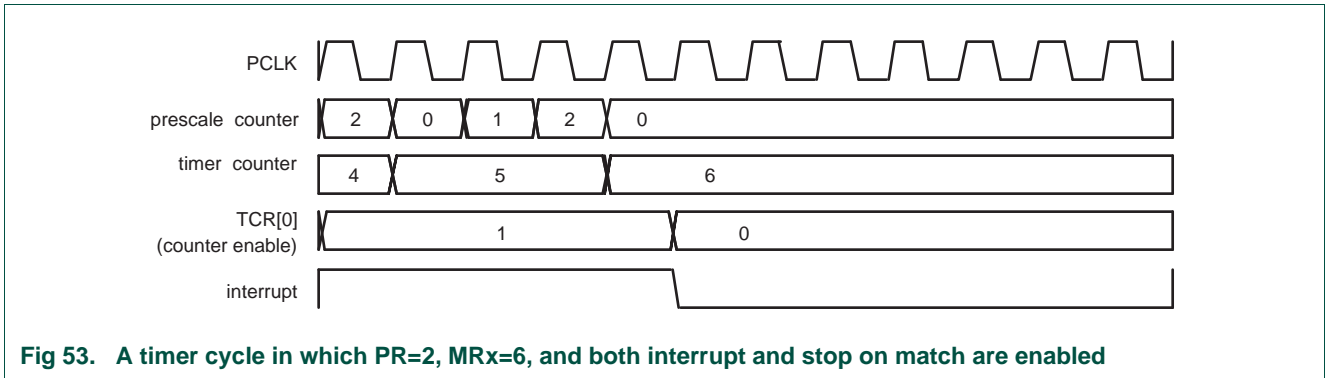 PCLK
prescale counter 2 0 1 2 0
timer counter 4 5 6
TCR[0]
(counter enable) 1 0
interrupt
Fig 53. A timer cycle in which PR=2, MRx=6, and both interrupt and stop on match are enabled